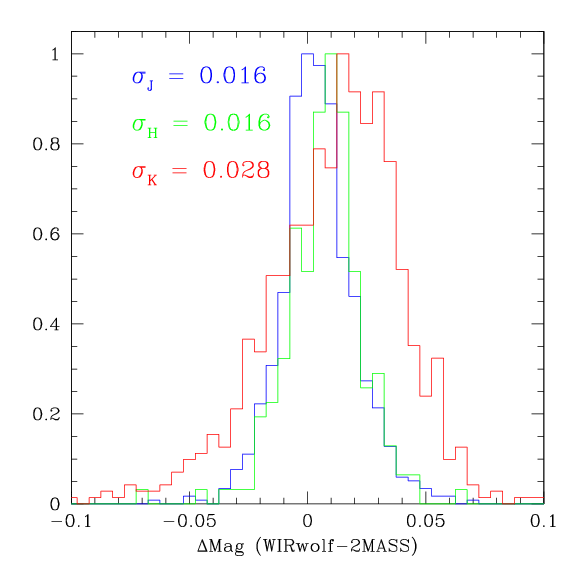 1
σJ = 0.016
σH = 0.016
0.8
σK = 0.028
0.6
0.4
0.2
0
-0.1 -0.05 0 0.05 0.1
ΔMag (WIRwolf-2MASS)